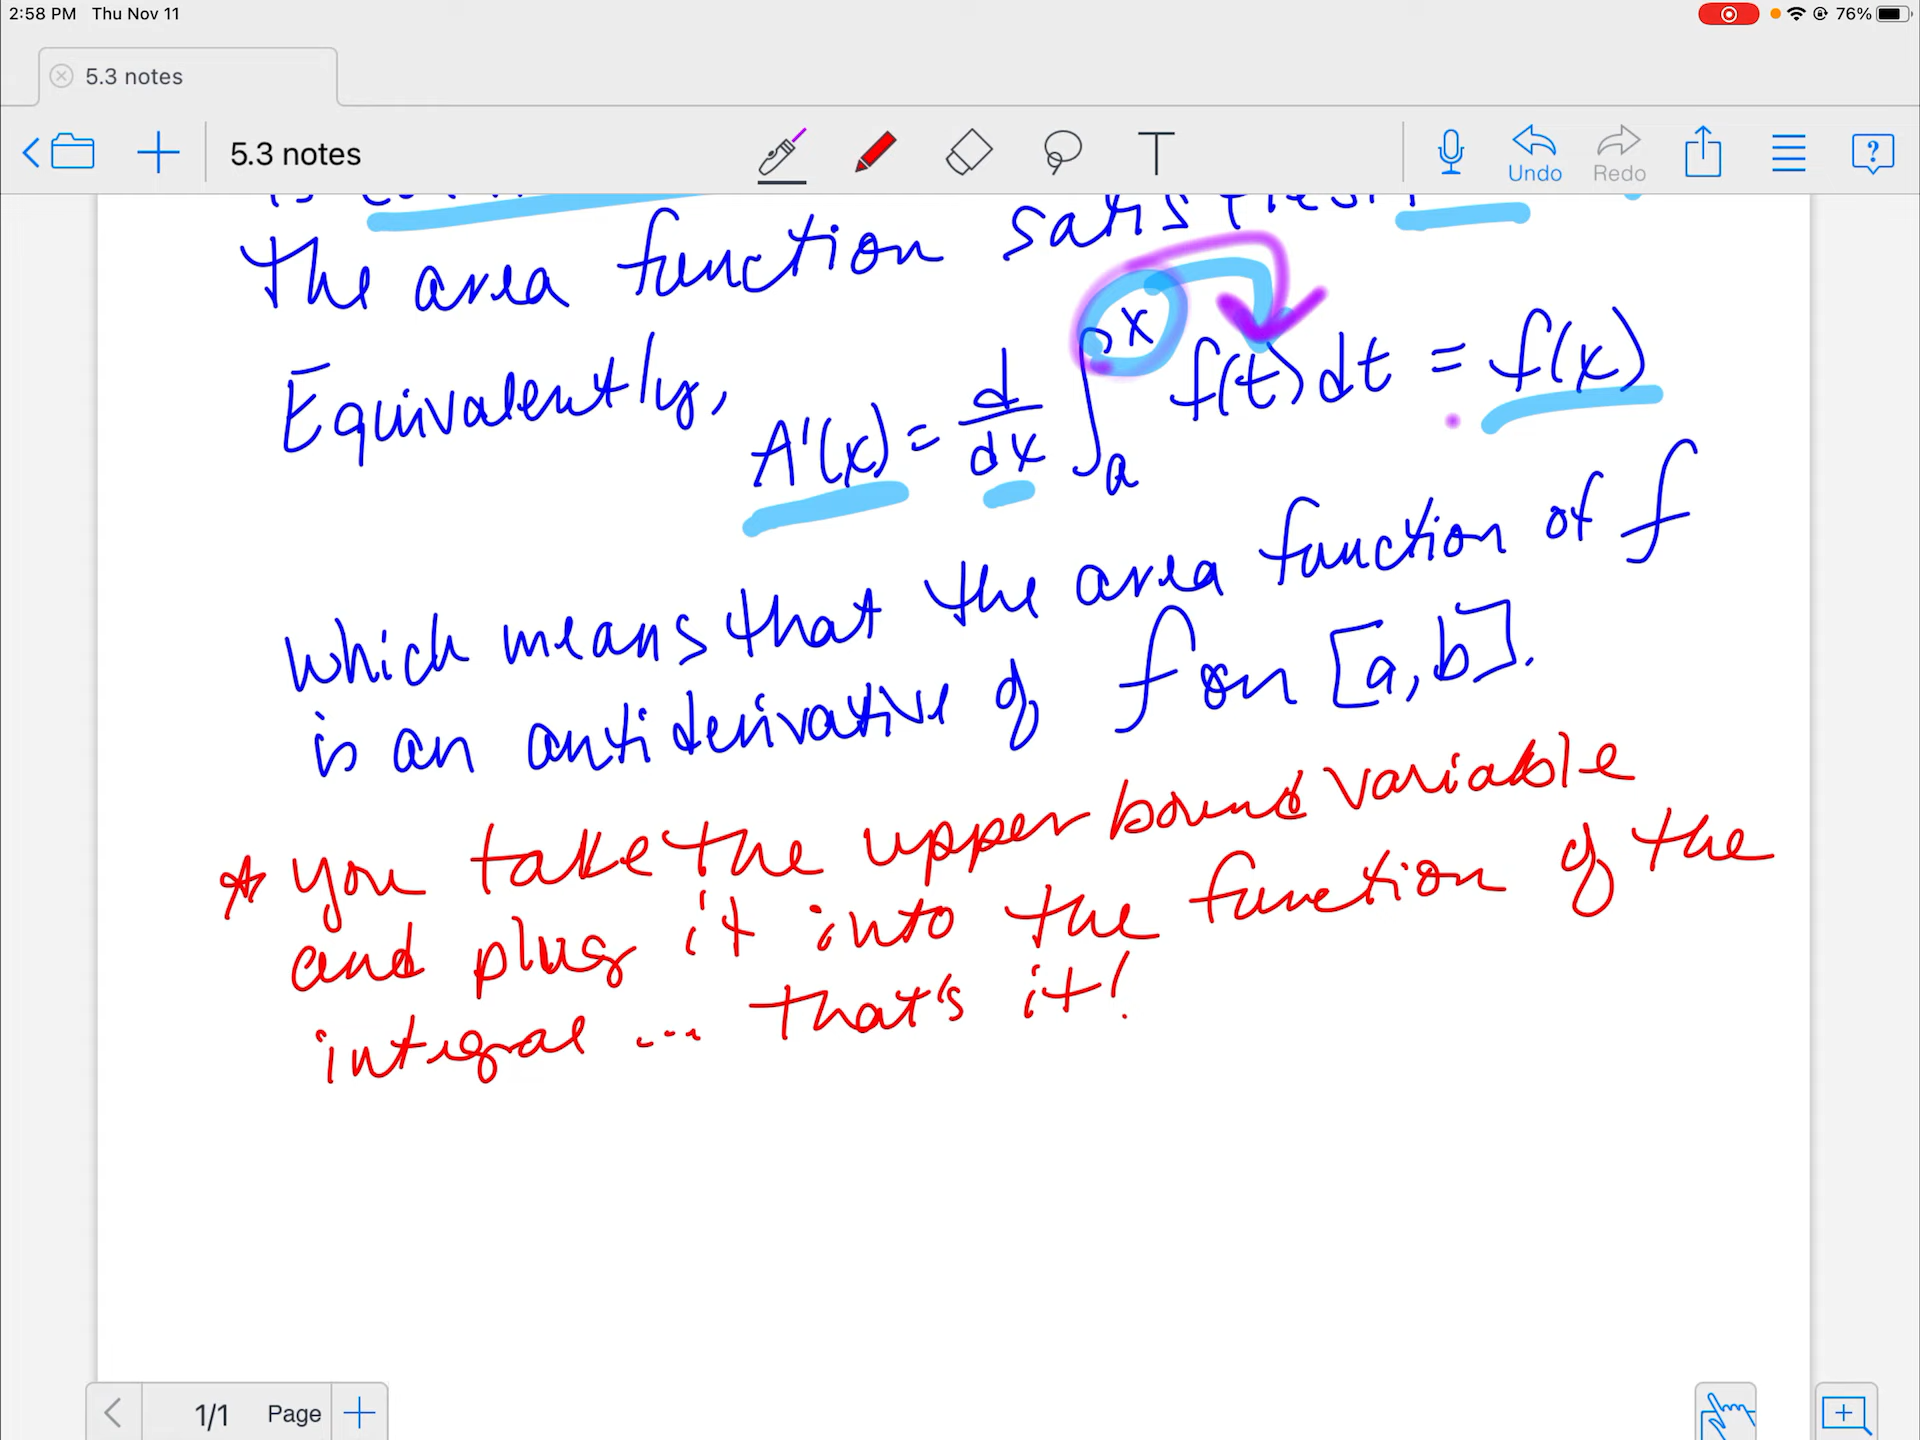 2:58 PM Thu Nov 11
76%
5.3 notes
5.3 notes
T
Undo
Redo
is
the area function satisfies
Equivalently,
A'(x) = d/dx ∫ₐˣ f(t) dt = f(x)
which means that the area function of f
is an antiderivative of f on [a,b].
* you take the upper bound variable
and plug it into the function of the
integral ... that's it!
1/1 Page